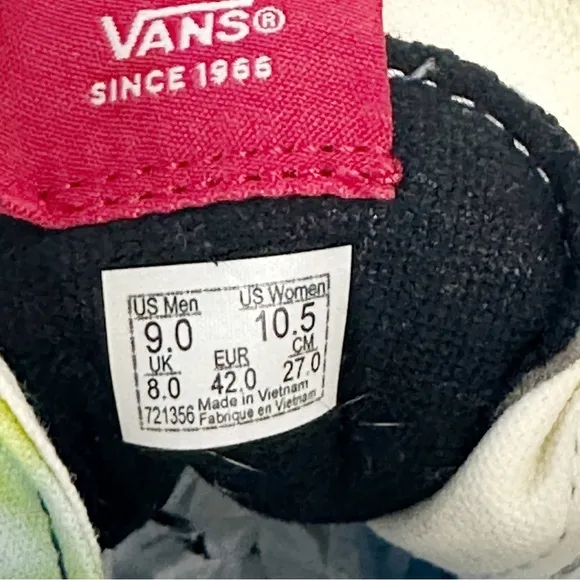 VANS®
SINCE 1966
US Men US Women
9.0 10.5
UK EUR CM
8.0 42.0 27.0
721356 Made in Vietnam
Fabrique en Vietnam